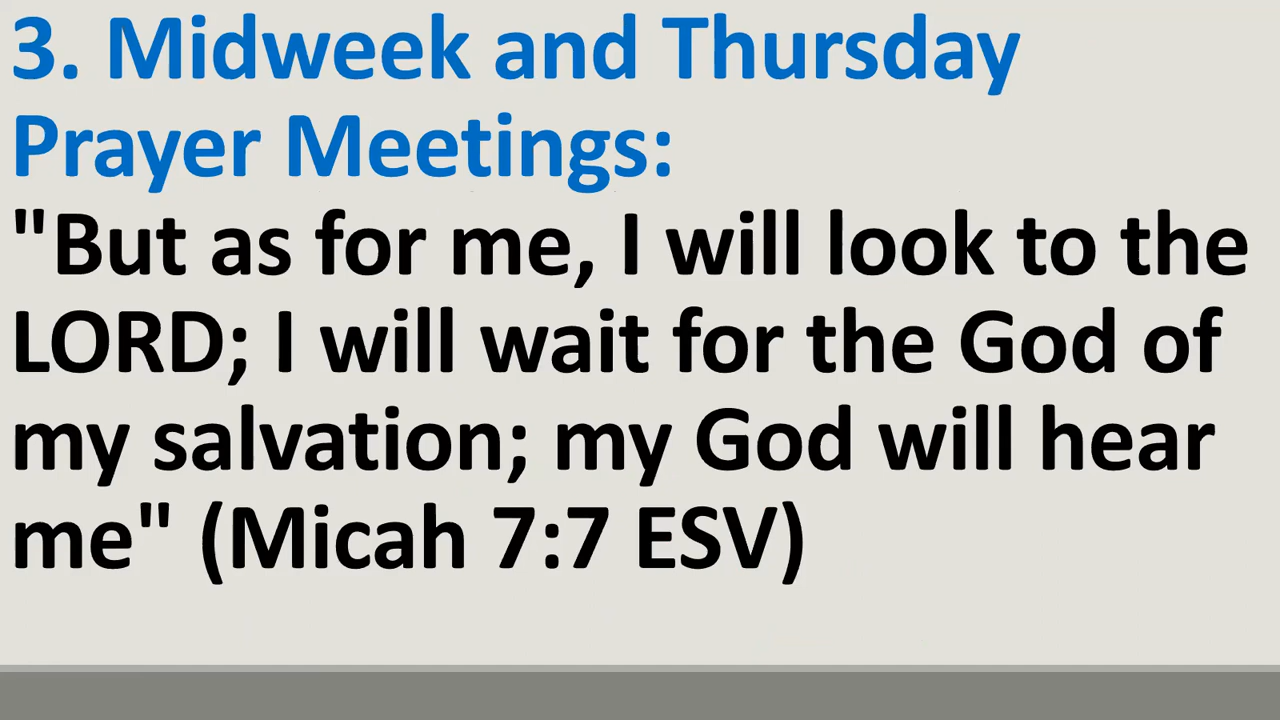 3. Midweek and Thursday
Prayer Meetings:
"But as for me, I will look to the
LORD; I will wait for the God of
my salvation; my God will hear
me" (Micah 7:7 ESV)